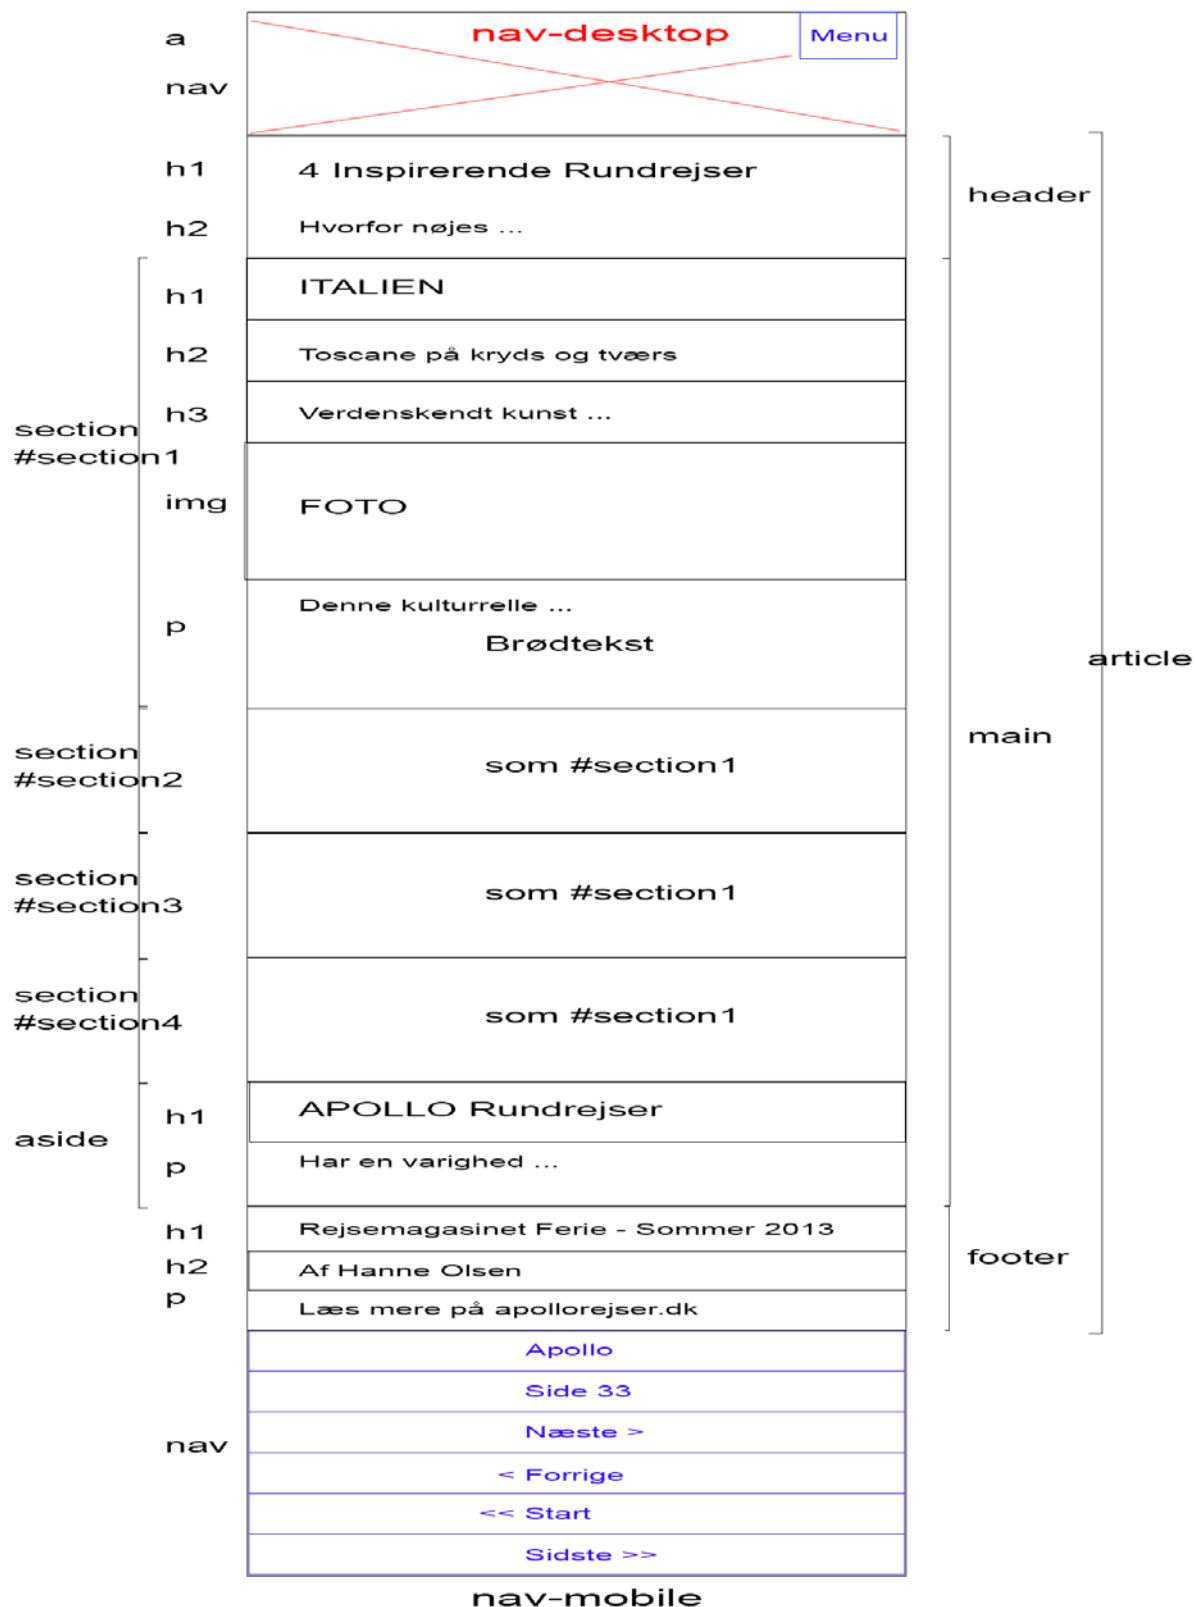 a
nav-desktop
Menu
nav
h1
4 Inspirerende Rundrejser
header
h2
Hvorfor nøjes ...
h1
ITALIEN
h2
Toscane på kryds og tværs
h3
Verdenskendt kunst ...
section
#section1
img
FOTO
p
Denne kulturrelle ...
Brødtekst
article
main
section
#section2
som #section1
section
#section3
som #section1
section
#section4
som #section1
aside
h1
APOLLO Rundrejser
p
Har en varighed ...
h1
Rejsemagasinet Ferie - Sommer 2013
footer
h2
Af Hanne Olsen
p
Læs mere på apollorejser.dk
nav
Apollo
Side 33
Næste >
< Forrige
<< Start
Sidste >>
nav-mobile